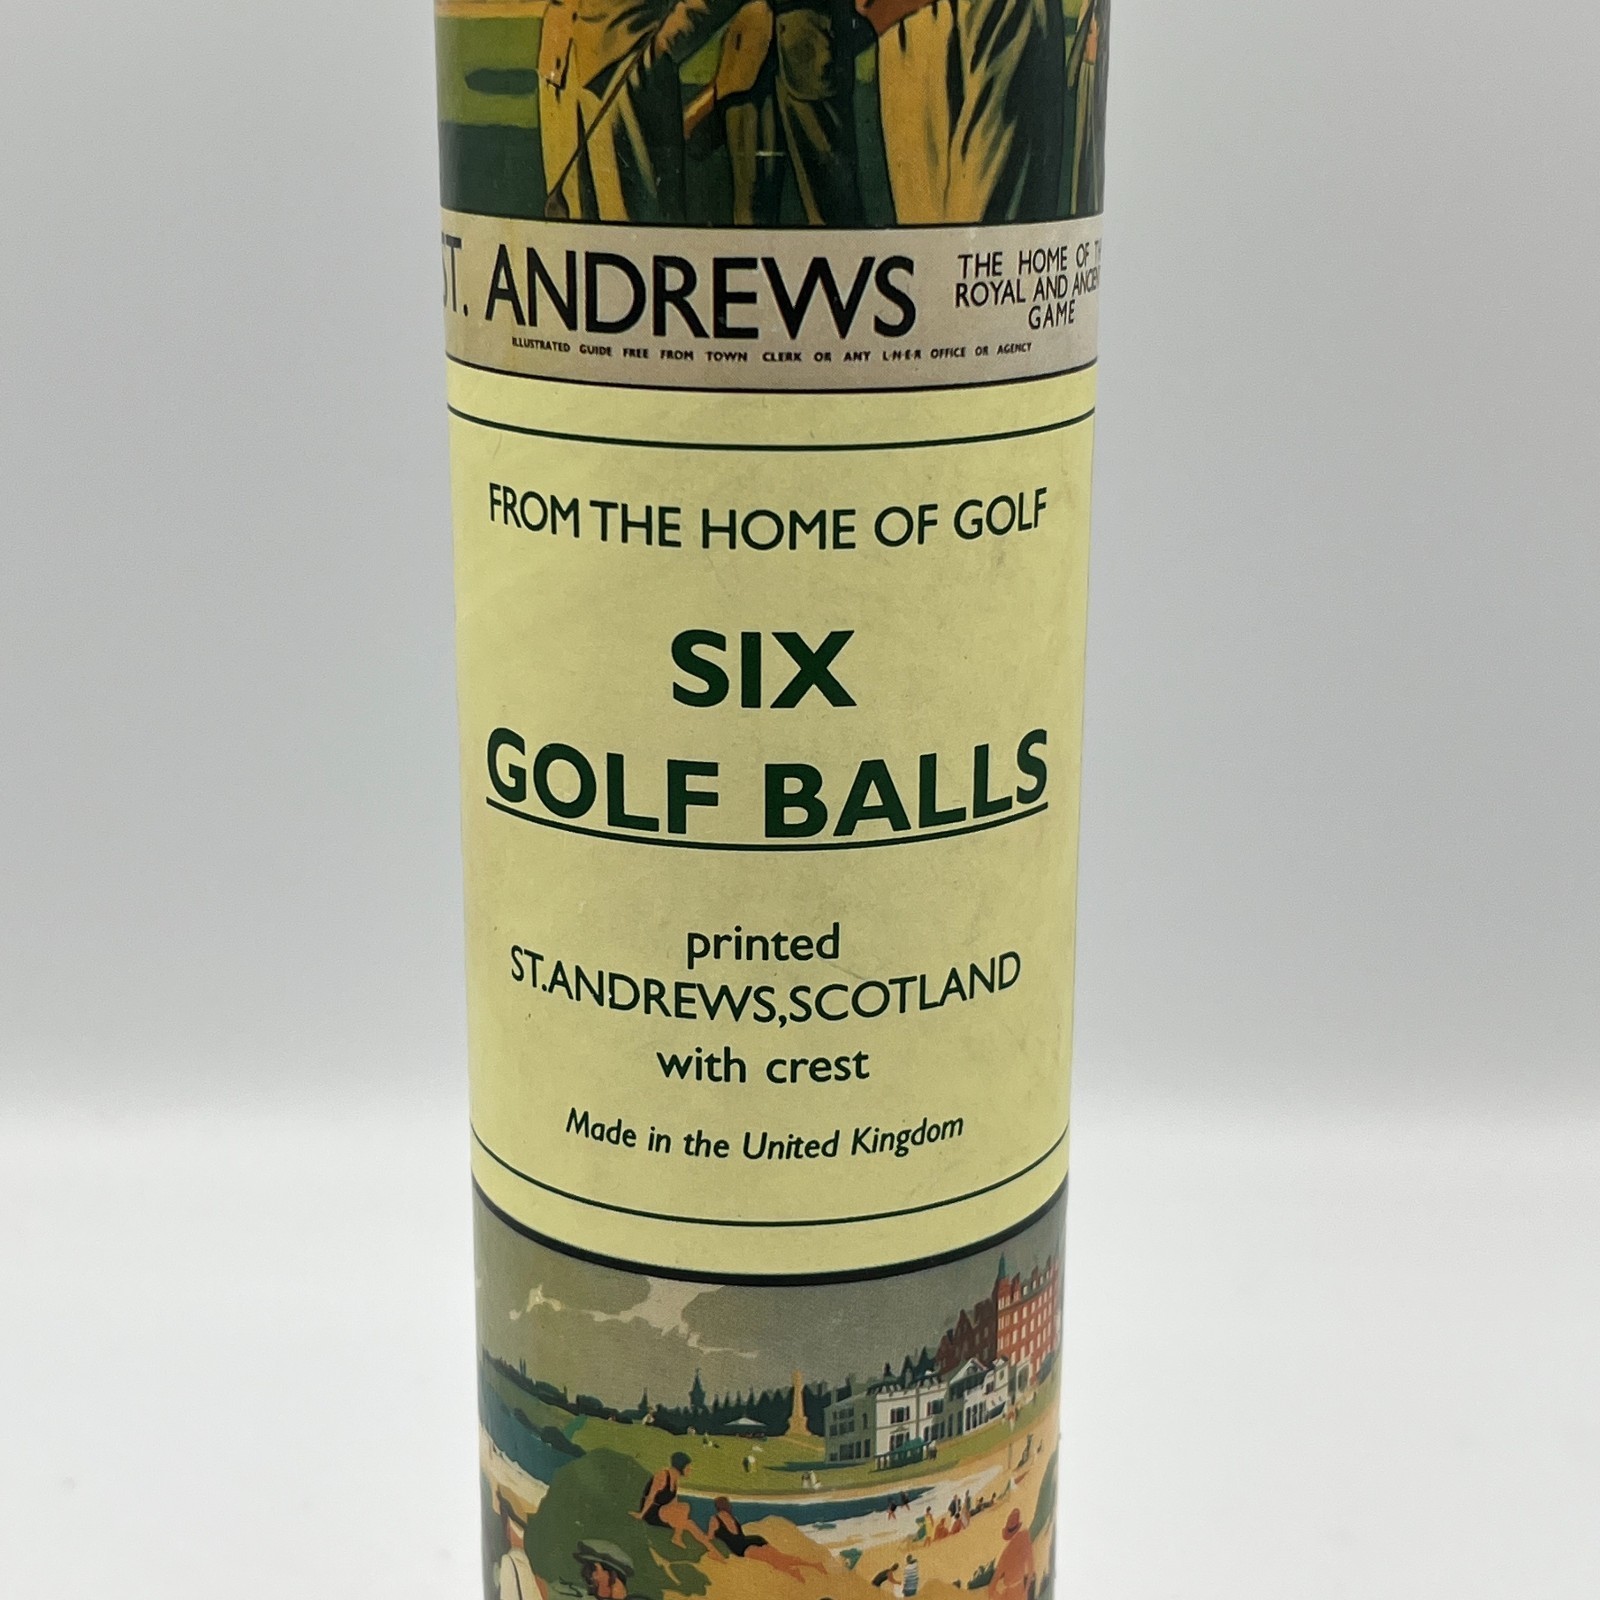 ST. ANDREWS
THE HOME OF
ROYAL AND
GAME
ILLUSTRATED GUIDE FREE FROM TOWN CLERK OR ANY L·N·E·R OFFICE OR AGENCY
FROM THE HOME OF GOLF
SIX
GOLF BALLS
printed
ST.ANDREWS,SCOTLAND
with crest
Made in the United Kingdom